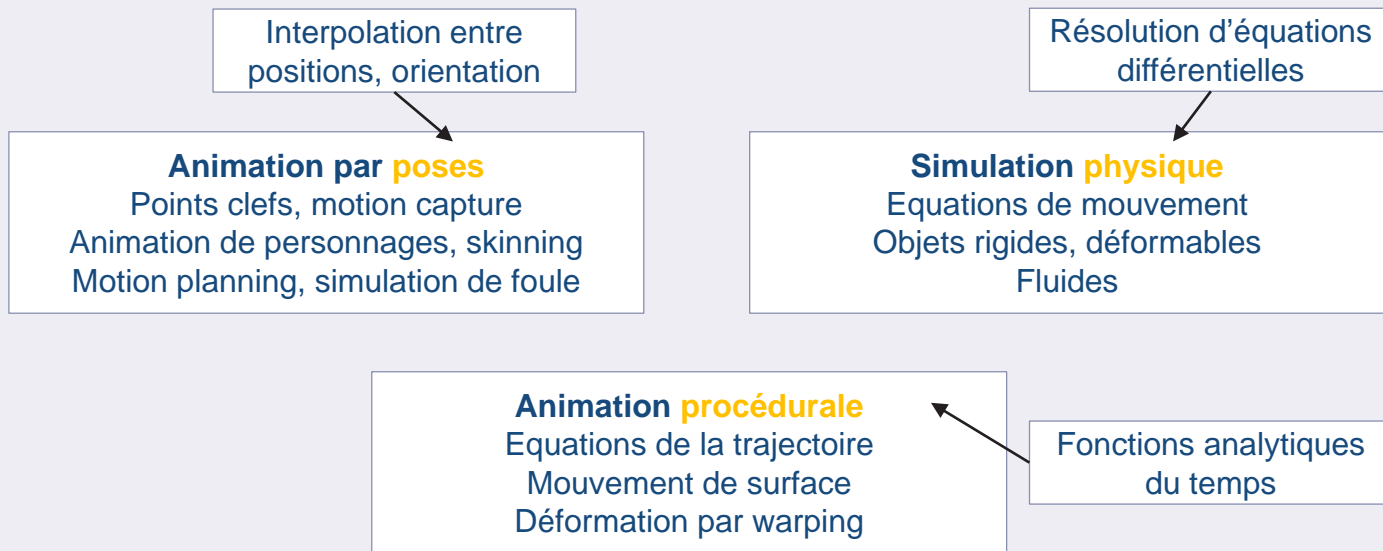 Interpolation entre
positions, orientation
Résolution d'équations
différentielles
Animation par poses
Points clefs, motion capture
Animation de personnages, skinning
Motion planning, simulation de foule
Simulation physique
Equations de mouvement
Objets rigides, déformables
Fluides
Animation procédurale
Equations de la trajectoire
Mouvement de surface
Déformation par warping
Fonctions analytiques
du temps